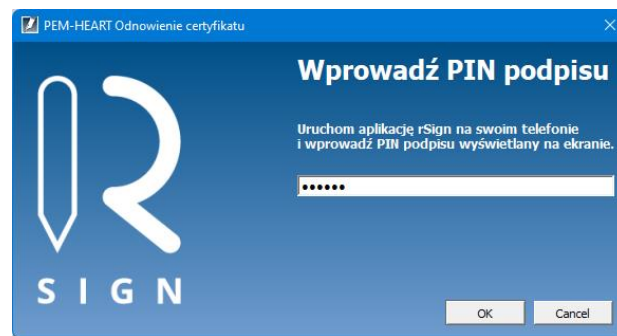 PEM-HEART Odnowienie certyfikatu
Wprowadź PIN podpisu
Uruchom aplikację rSign na swoim telefonie
i wprowadź PIN podpisu wyświetlany na ekranie.
••••••
R
SIGN
OK
Cancel